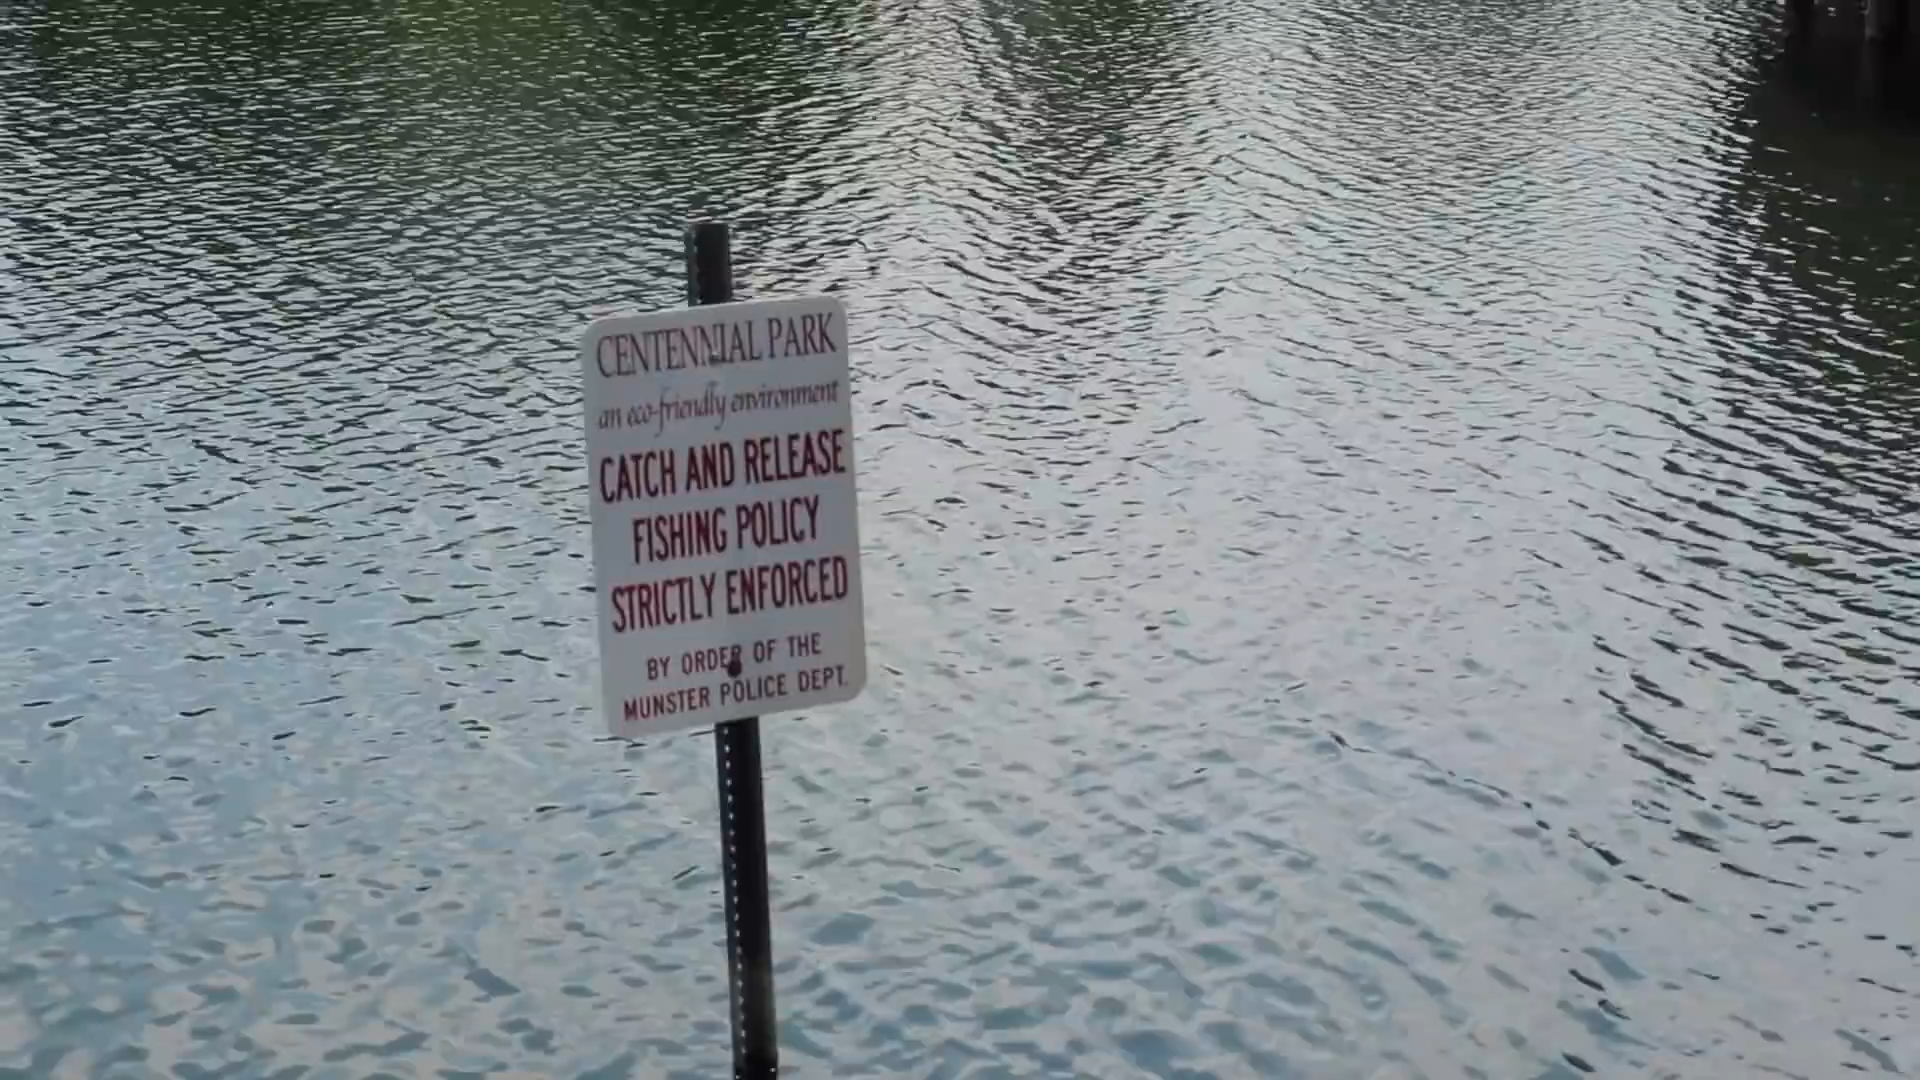 CENTENNIAL PARK
an eco-friendly environment
CATCH AND RELEASE
FISHING POLICY
STRICTLY ENFORCED
BY ORDER OF THE
MUNSTER POLICE DEPT.